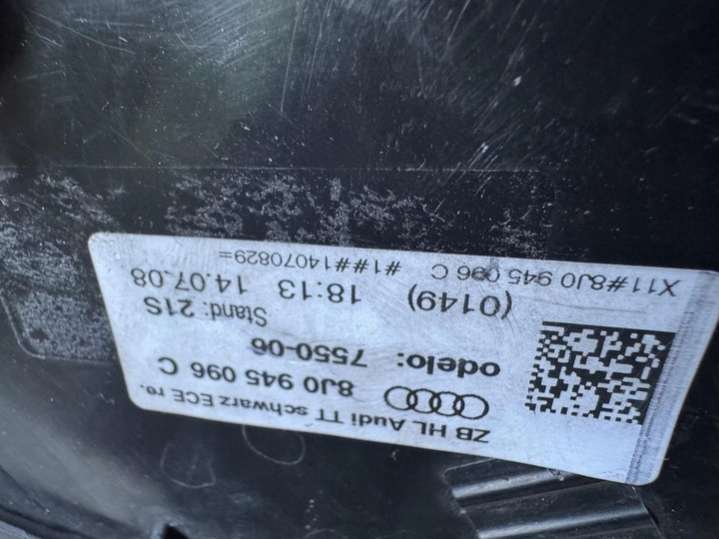 ZB HL Audi TT schwarz ECE re.
8J0 945 096 C
odelo: 7550-06
Stand: 21S
(0149) 18:13 14.07.08
X11#8J0 945 096 C #1##14070829=